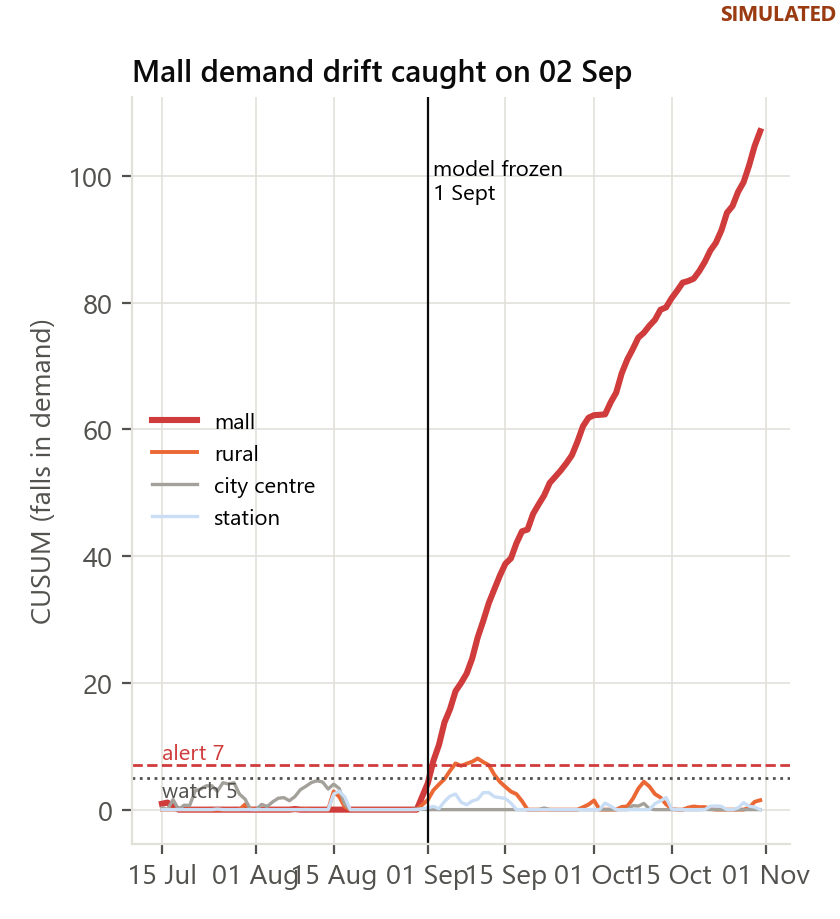 SIMULATED
Mall demand drift caught on 02 Sep
CUSUM (falls in demand)
100
80
60
40
20
0
model frozen
1 Sept
mall
rural
city centre
station
alert 7
watch 5
15 Jul 01 Aug 15 Aug 01 Sep 15 Sep 01 Oct 15 Oct 01 Nov